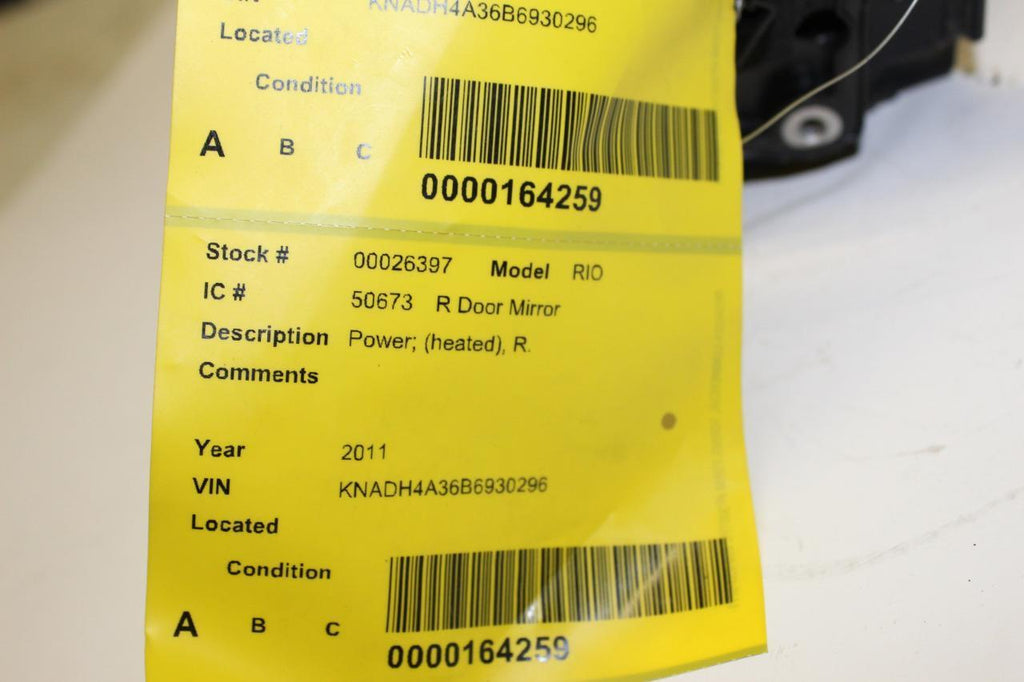 KNADH4A36B6930296
Located
Condition
A B C
0000164259
Stock # 00026397 Model RIO
IC # 50673 R Door Mirror
Description Power; (heated), R.
Comments
Year 2011
VIN KNADH4A36B6930296
Located
Condition
A B C
0000164259